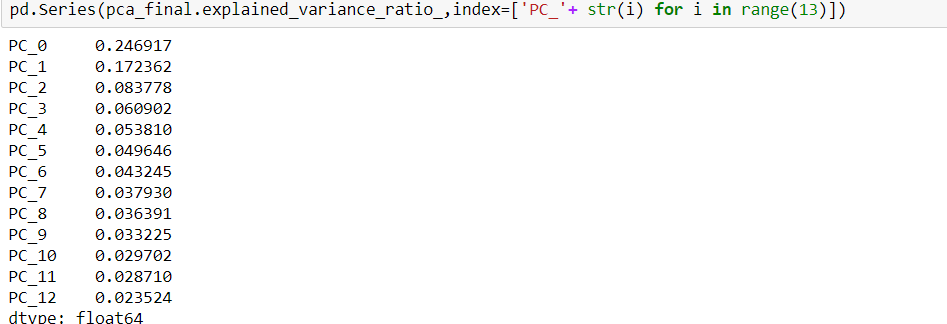 pd.Series(pca_final.explained_variance_ratio_,index=['PC_'+ str(i) for i in range(13)])
PC_0     0.246917
PC_1     0.172362
PC_2     0.083778
PC_3     0.060902
PC_4     0.053810
PC_5     0.049646
PC_6     0.043245
PC_7     0.037930
PC_8     0.036391
PC_9     0.033225
PC_10    0.029702
PC_11    0.028710
PC_12    0.023524
dtype: float64